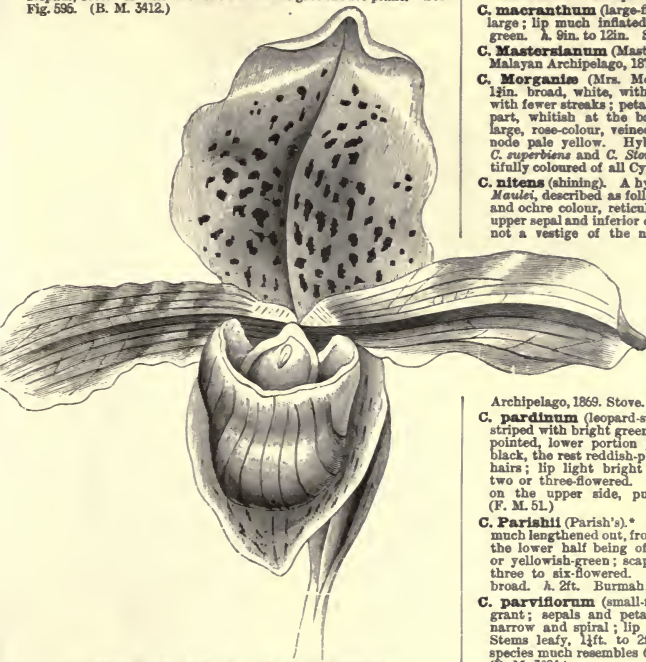 Fig. 595. (B. M. 3412.)
C. macranthum (large-f
large; lip much inflated
green. h. 9in. to 12in. S
C. Mastersianum (Mast
Malayan Archipelago, 18
C. Morganiæ (Mrs. Mo
1¾in. broad, white, with
with fewer streaks; peta
part, whitish at the ba
large, rose-colour, veine
node pale yellow. Hyb
C. superbiens and C. Sto
tifully coloured of all Cy
C. nitens (shining). A hy
Maulei, described as foll
and ochre colour, reticul
upper sepal and inferior o
not a vestige of the n
Archipelago, 1869. Stove.
C. pardinum (leopard-s
striped with bright green
pointed, lower portion
black, the rest reddish-p
hairs; lip light bright
two or three-flowered.
on the upper side, pu
(F. M. 51.)
C. Parishii (Parish's).*
much lengthened out, fro
the lower half being of
or yellowish-green; scap
three to six-flowered.
broad. h. 2ft. Burmah
C. parviflorum (small-
grant; sepals and peta
narrow and spiral; lip
Stems leafy, 1½ft. to 2
species much resembles